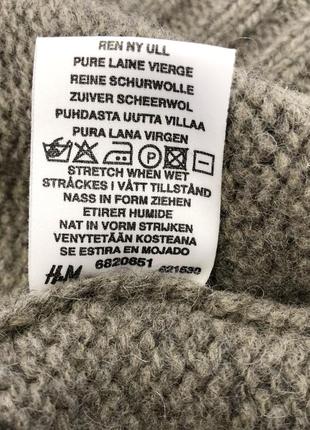 REN NY ULL
PURE LAINE VIERGE
REINE SCHURWOLLE
ZUIVER SCHEERWOL
PUHDASTA UUTTA VILLAA
PURA LANA VIRGEN
P
STRETCH WHEN WET
STRÄCKES I VÅTT TILLSTÅND
NASS IN FORM ZIEHEN
ETIRER HUMIDE
NAT IN VORM STRIJDEN
VENYTETÄÄN KOSTEANA
SE ESTIRA EN MOJADO
H&M 6820651 621530